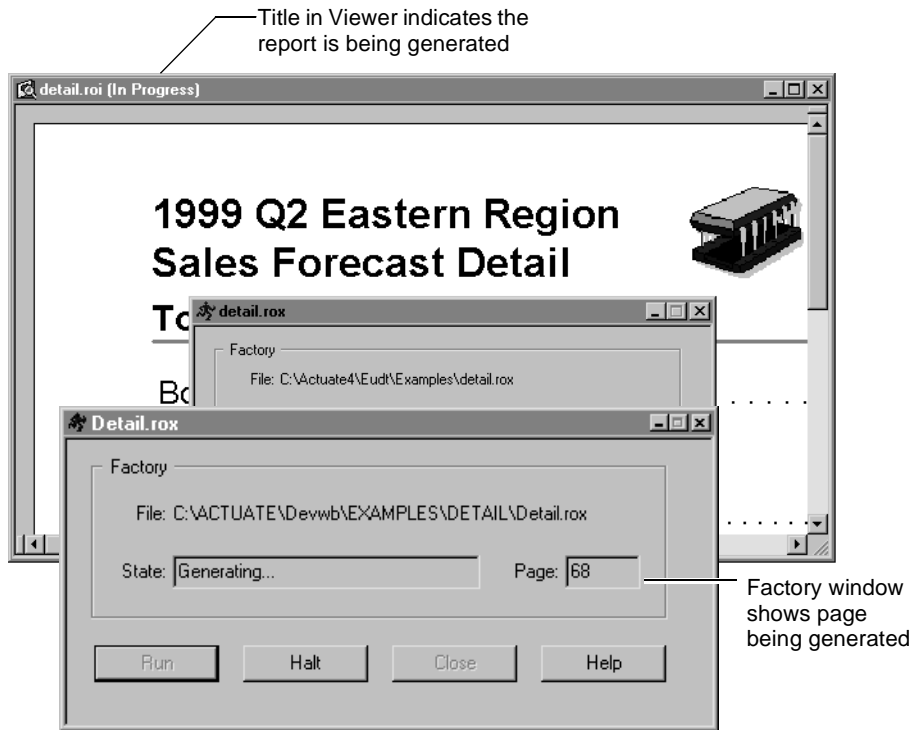 Title in Viewer indicates the
report is being generated
detail.roi (In Progress)
1999 Q2 Eastern Region
Sales Forecast Detail
detail.rox
Factory
File: C:\Actuate4\Eudt\Examples\detail.rox
Detail.rox
Factory
File: C:\ACTUATE\Devwb\EXAMPLES\DETAIL\Detail.rox
State: Generating...
Page: 68
Factory window
shows page
being generated
Run
Halt
Close
Help